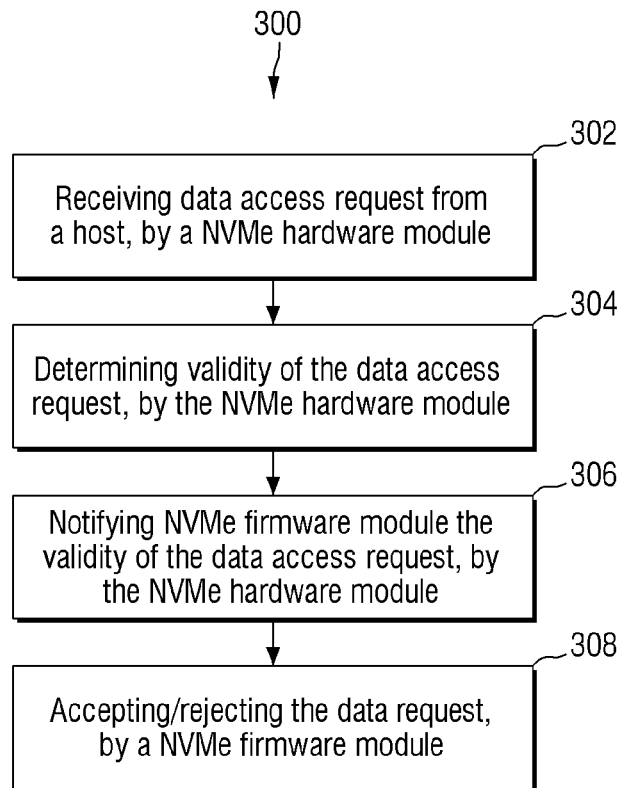 300
302
Receiving data access request from
a host, by a NVMe hardware module
304
Determining validity of the data access
request, by the NVMe hardware module
306
Notifying NVMe firmware module the
validity of the data access request, by
the NVMe hardware module
308
Accepting/rejecting the data request,
by a NVMe firmware module